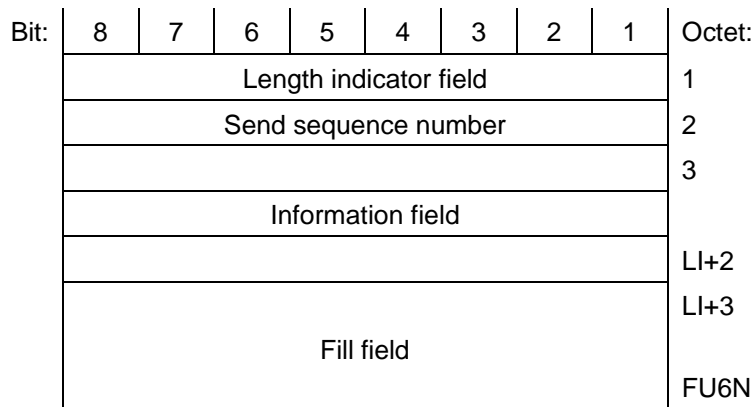 Bit: 8 7 6 5 4 3 2 1 Octet:
Length indicator field 1
Send sequence number 2
3
Information field
LI+2
LI+3
Fill field
FU6N